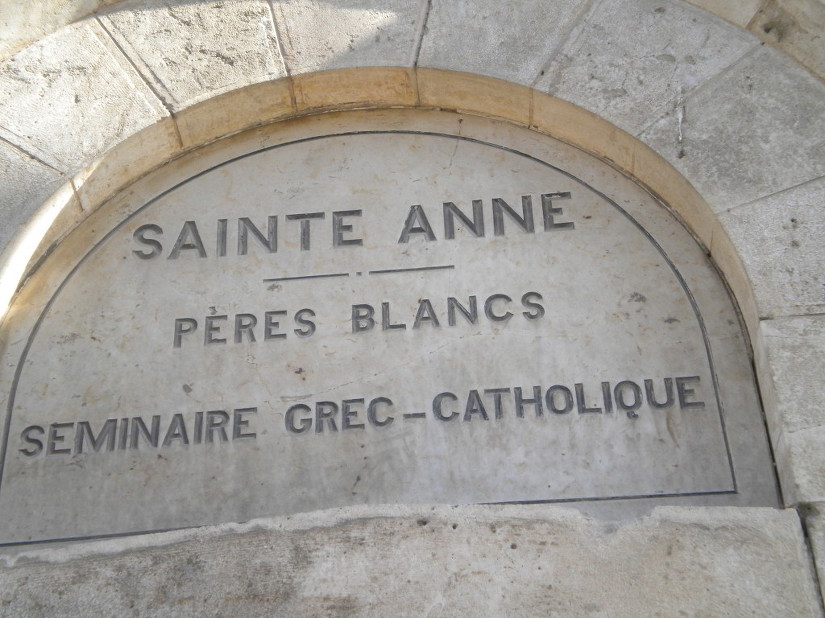 SAINTE ANNE
PÈRES BLANCS
SEMINAIRE GREC-CATHOLIQUE